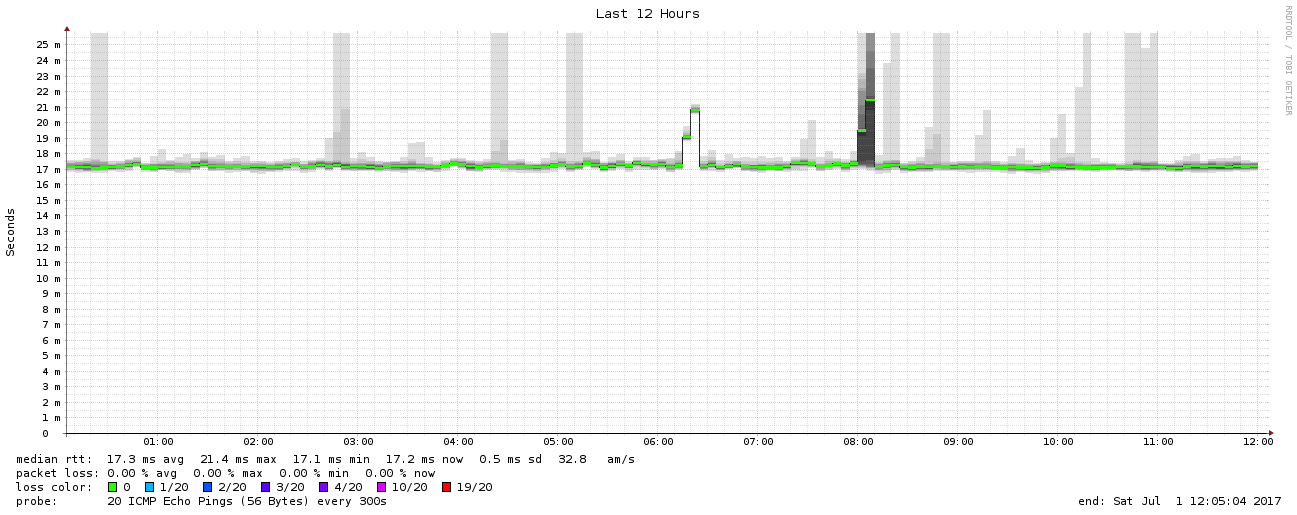 Last 12 Hours
RRDTOOL / TOBI OETIKER
Seconds
25 m
24 m
23 m
22 m
21 m
20 m
19 m
18 m
17 m
16 m
15 m
14 m
13 m
12 m
11 m
10 m
9 m
8 m
7 m
6 m
5 m
4 m
3 m
2 m
1 m
0
01:00 02:00 03:00 04:00 05:00 06:00 07:00 08:00 09:00 10:00 11:00 12:00
median rtt: 17.3 ms avg 21.4 ms max 17.1 ms min 17.2 ms now 0.5 ms sd 32.8 am/s
packet loss: 0.00 % avg 0.00 % max 0.00 % min 0.00 % now
loss color: 0 1/20 2/20 3/20 4/20 10/20 19/20
probe: 20 ICMP Echo Pings (56 Bytes) every 300s end: Sat Jul 1 12:05:04 2017